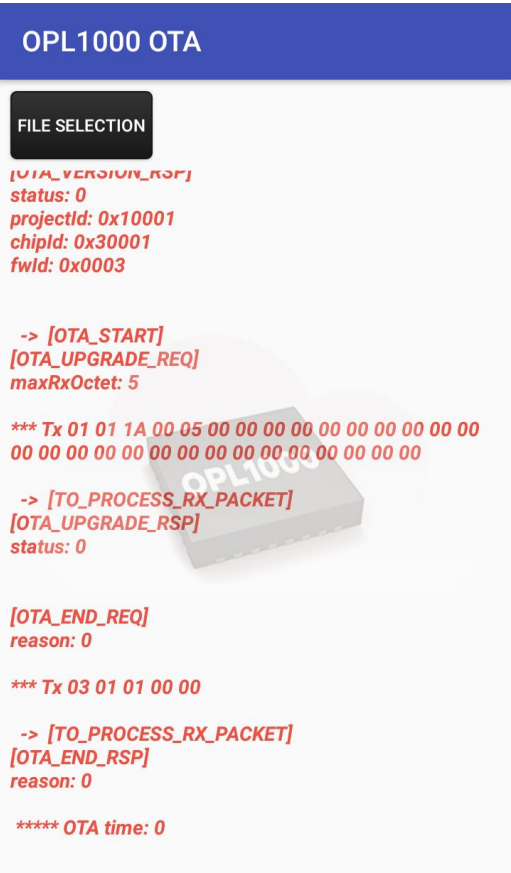 OPL1000 OTA
FILE SELECTION
[OTA_VERSION_RSP]
status: 0
projectId: 0x10001
chipId: 0x30001
fwId: 0x0003
-> [OTA_START]
[OTA_UPGRADE_REQ]
maxRxOctet: 5
*** Tx 01 01 1A 00 05 00 00 00 00 00 00 00 00 00 00
00 00 00 00 00 00 00 00 00 00 00 00 00 00 00
OPL1000
-> [TO_PROCESS_RX_PACKET]
[OTA_UPGRADE_RSP]
status: 0
[OTA_END_REQ]
reason: 0
*** Tx 03 01 01 00 00
-> [TO_PROCESS_RX_PACKET]
[OTA_END_RSP]
reason: 0
***** OTA time: 0